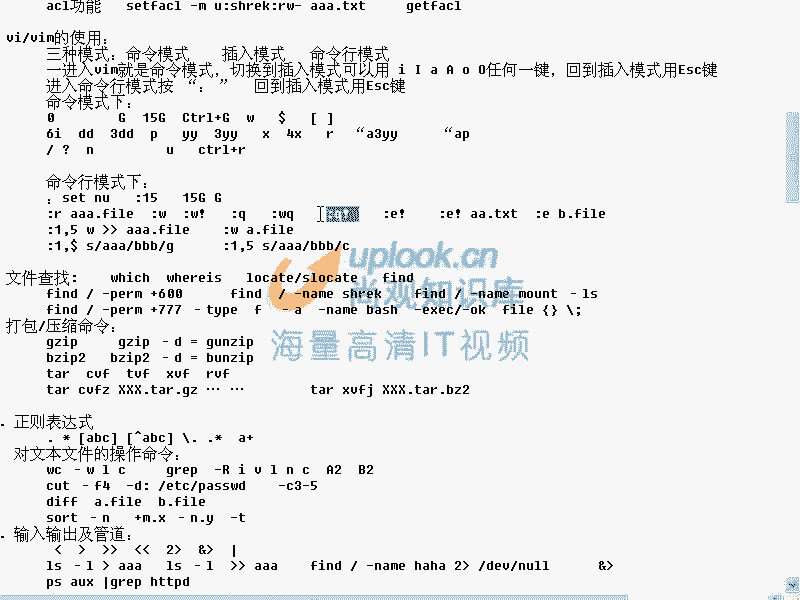 acl功能 setfacl -m u:shrek:rw- aaa.txt getfacl
vi/vim的使用:
三种模式: 命令模式 插入模式 命令行模式
一进入vim就是命令模式, 切换到插入模式可以用 i I a A o O任何一键, 回到插入模式用Esc键
进入命令行模式按 “: ” 回到插入模式用Esc键
命令模式下:
0 G 15G Ctrl+G w $ [ ]
6i dd 3dd p yy 3yy x 4x r “a3yy “ap
/ ? n u ctrl+r
命令行模式下:
: set nu :15 15G G
:r aaa.file :w :w! :q :wq :e! :e! aa.txt :e b.file
:1,5 w >> aaa.file :w a.file
:1,$ s/aaa/bbb/g :1,5 s/aaa/bbb/c
文件查找: which whereis locate/slocate find
find / -perm +600 find / -name shrek find / -name mount -ls
find / -perm +777 -type f -a -name bash -exec/-ok file {} \;
打包/压缩命令:
gzip gzip -d = gunzip
bzip2 bzip2 -d = bunzip
tar cvf tvf xvf rvf
tar cvfz XXX.tar.gz … … tar xvfj XXX.tar.bz2
. 正则表达式
. * [abc] [^abc] \. .* a+
对文本文件的操作命令:
wc -w l c grep -R i v l n c A2 B2
cut -f4 -d: /etc/passwd -c3-5
diff a.file b.file
sort -n +m.x -n.y -t
. 输入输出及管道:
< > >> << 2> &> |
ls -l > aaa ls -l >> aaa find / -name haha 2> /dev/null &>
ps aux |grep httpd
uplook.cn
尚观知识库
海量高清IT视频